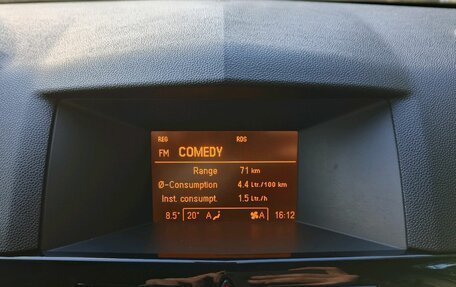 REG RDS
FM COMEDY
Range 71 km
Ø-Consumption 4.4 Ltr./100 km
Inst. consumpt. 1.5 Ltr./h
8.5° 20° A A 16:12